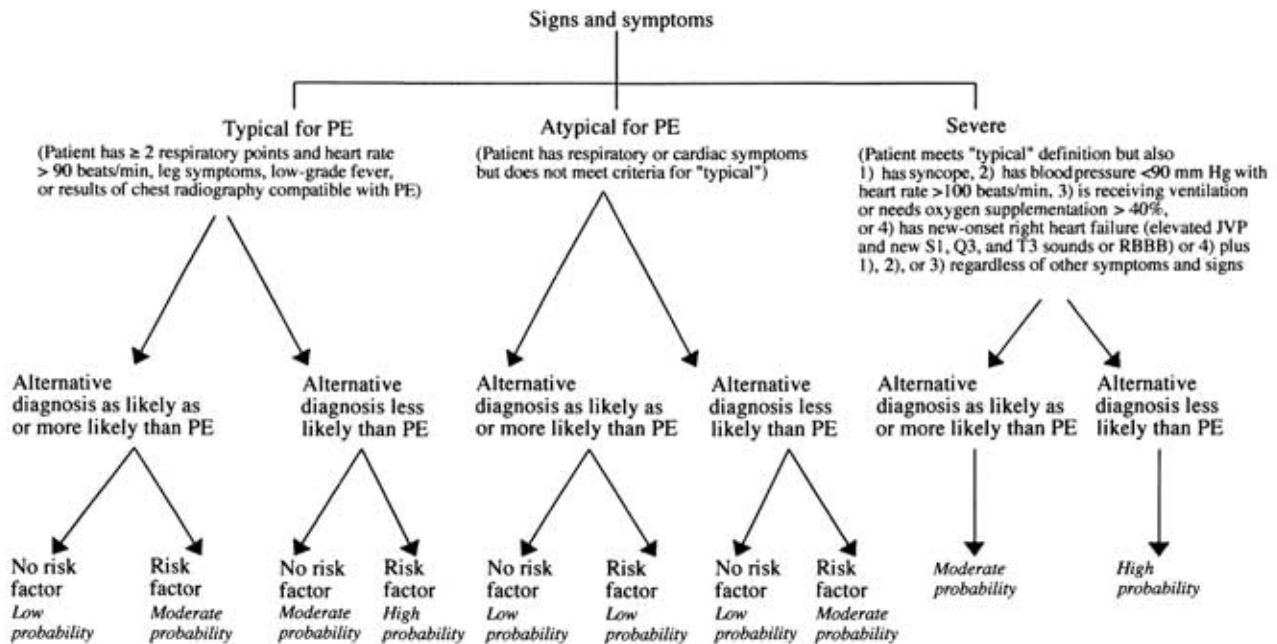 Signs and symptoms
Typical for PE
(Patient has ≥ 2 respiratory points and heart rate
> 90 beats/min, leg symptoms, low-grade fever,
or results of chest radiography compatible with PE)
Atypical for PE
(Patient has respiratory or cardiac symptoms
but does not meet criteria for "typical")
Severe
(Patient meets "typical" definition but also
1) has syncope, 2) has blood pressure <90 mm Hg with
heart rate >100 beats/min, 3) is receiving ventilation
or needs oxygen supplementation > 40%,
or 4) has new-onset right heart failure (elevated JVP
and new S1, Q3, and T3 sounds or RBBB) or 4) plus
1), 2), or 3) regardless of other symptoms and signs
Alternative
diagnosis as likely as
or more likely than PE
Alternative
diagnosis less
likely than PE
Alternative
diagnosis as likely as
or more likely than PE
Alternative
diagnosis less
likely than PE
Alternative
diagnosis as likely as
or more likely than PE
Alternative
diagnosis less
likely than PE
No risk
factor
Low
probability
Risk
factor
Moderate
probability
No risk
factor
Moderate
probability
Risk
factor
High
probability
No risk
factor
Low
probability
Risk
factor
Low
probability
No risk
factor
Low
probability
Risk
factor
Moderate
probability
Moderate
probability
High
probability